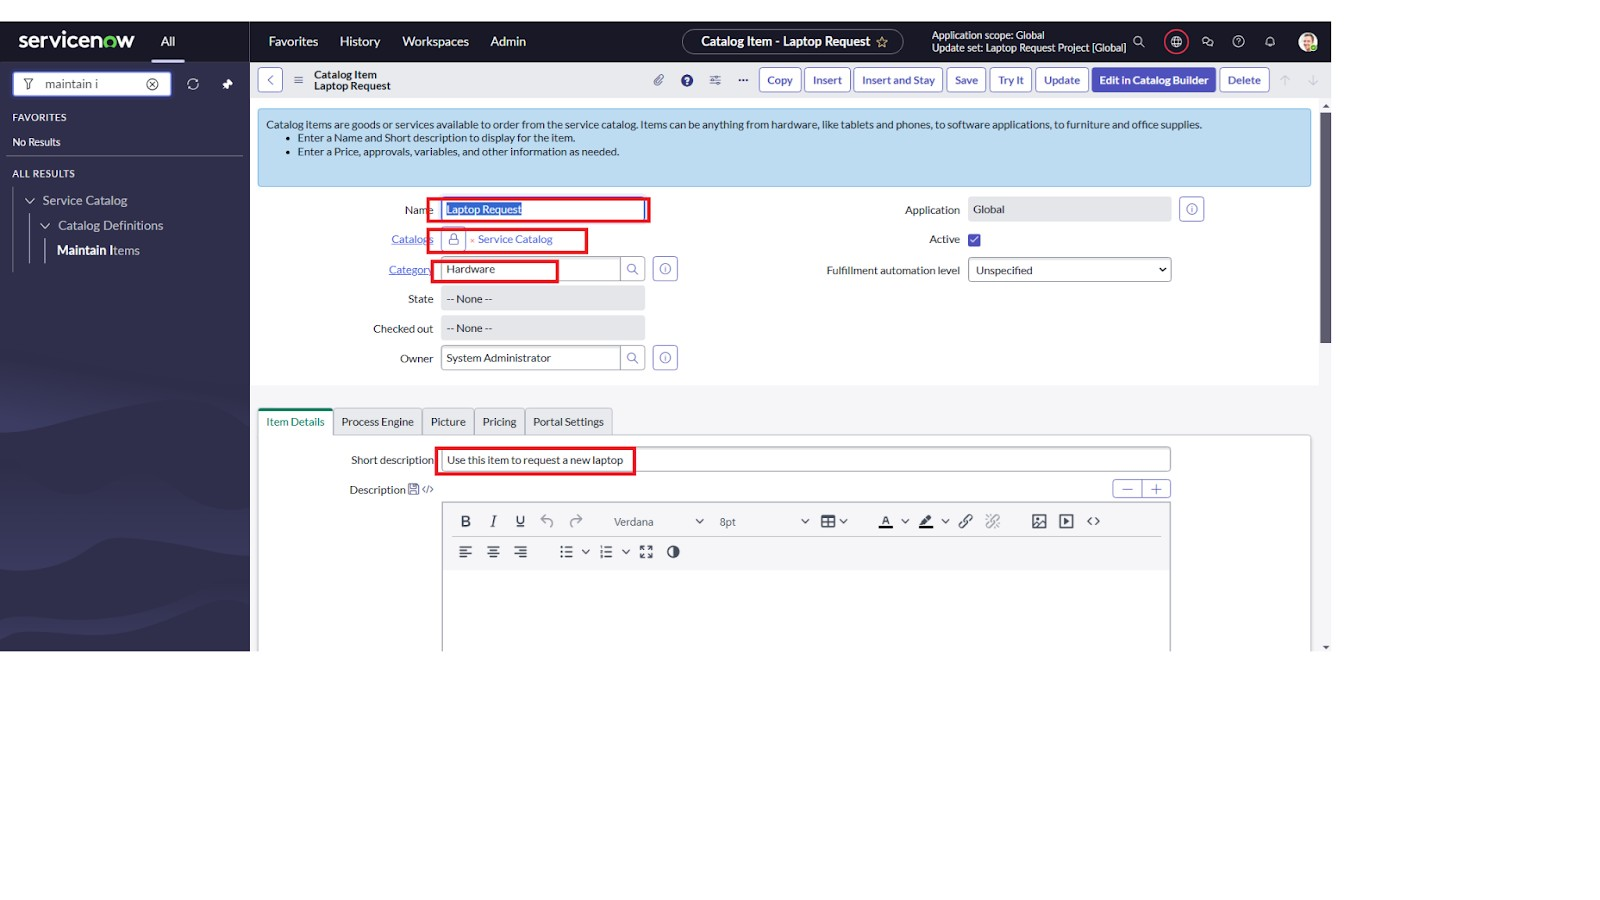 servicenow
All
Favorites
History
Workspaces
Admin
Catalog Item - Laptop Request
Application scope: Global
Update set: Laptop Request Project [Global]
maintain i
FAVORITES
No Results
ALL RESULTS
Service Catalog
Catalog Definitions
Maintain Items
Catalog Item
Laptop Request
Copy
Insert
Insert and Stay
Save
Try It
Update
Edit in Catalog Builder
Delete
Catalog Items are goods or services available to order from the service catalog. Items can be anything from hardware, like tablets and phones, to software applications, to furniture and office supplies.
Enter a Name and Short description to display for the item.
Enter a Price, approvals, variables, and other information as needed.
Name
Laptop Request
Application
Global
Catalogs
Service Catalog
Active
Category
Hardware
Fulfillment automation level
Unspecified
State
-- None --
Checked out
-- None --
Owner
System Administrator
Item Details
Process Engine
Picture
Pricing
Portal Settings
Short description
Use this item to request a new laptop
Description
Verdana
8pt